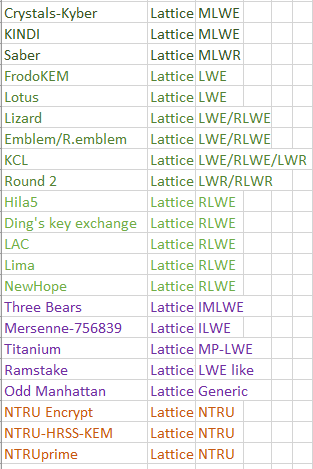 Crystals-Kyber Lattice MLWE
KINDI Lattice MLWE
Saber Lattice MLWR
FrodoKEM Lattice LWE
Lotus Lattice LWE
Lizard Lattice LWE/RLWE
Emblem/R.emblem Lattice LWE/RLWE
KCL Lattice LWE/RLWE/LWR
Round 2 Lattice LWR/RLWR
Hila5 Lattice RLWE
Ding's key exchange Lattice RLWE
LAC Lattice RLWE
Lima Lattice RLWE
NewHope Lattice RLWE
Three Bears Lattice IMLWE
Mersenne-756839 Lattice ILWE
Titanium Lattice MP-LWE
Ramstake Lattice LWE like
Odd Manhattan Lattice Generic
NTRU Encrypt Lattice NTRU
NTRU-HRSS-KEM Lattice NTRU
NTRUprime Lattice NTRU